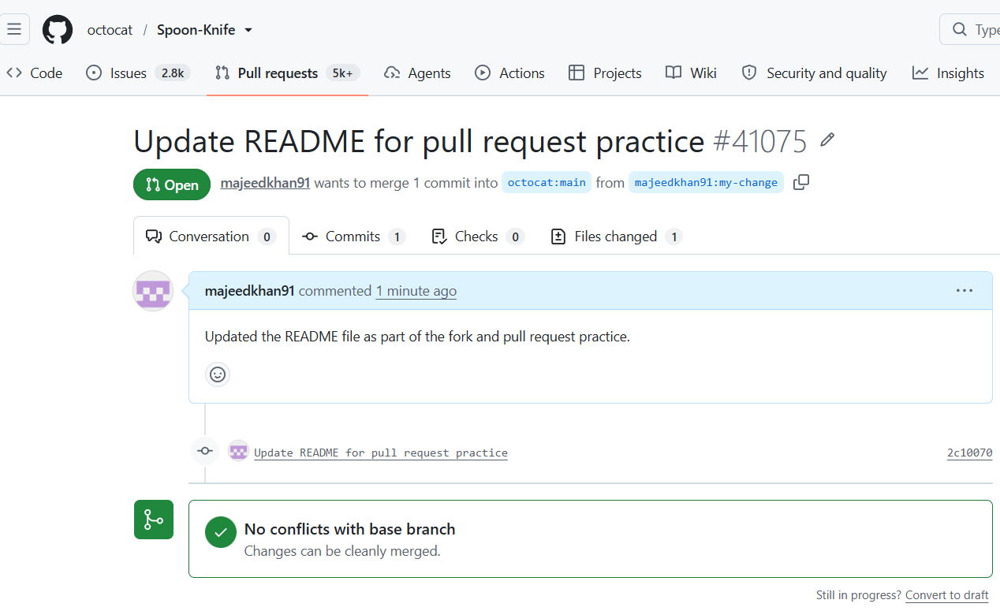 octocat / Spoon-Knife
Type
Code Issues 2.8k Pull requests 5k+ Agents Actions Projects Wiki Security and quality Insights
Update README for pull request practice #41075
Open majeedkhan91 wants to merge 1 commit into octocat:main from majeedkhan91:my-change
Conversation 0 Commits 1 Checks 0 Files changed 1
majeedkhan91 commented 1 minute ago
Updated the README file as part of the fork and pull request practice.
Update README for pull request practice 2c10070
No conflicts with base branch
Changes can be cleanly merged.
Still in progress? Convert to draft